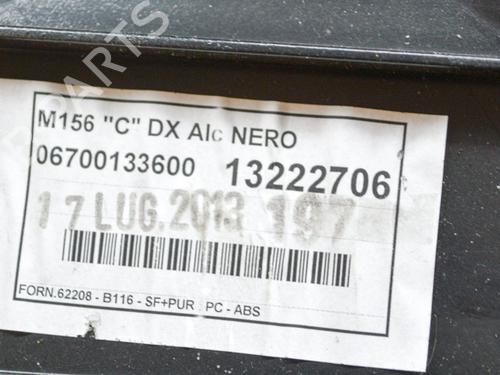 PARTS
M156 "C" DX Alc NERO
06700133600 13222706
17 LUG.2013 197
FORN.62208 - B116 - SF+PUR : PC - ABS